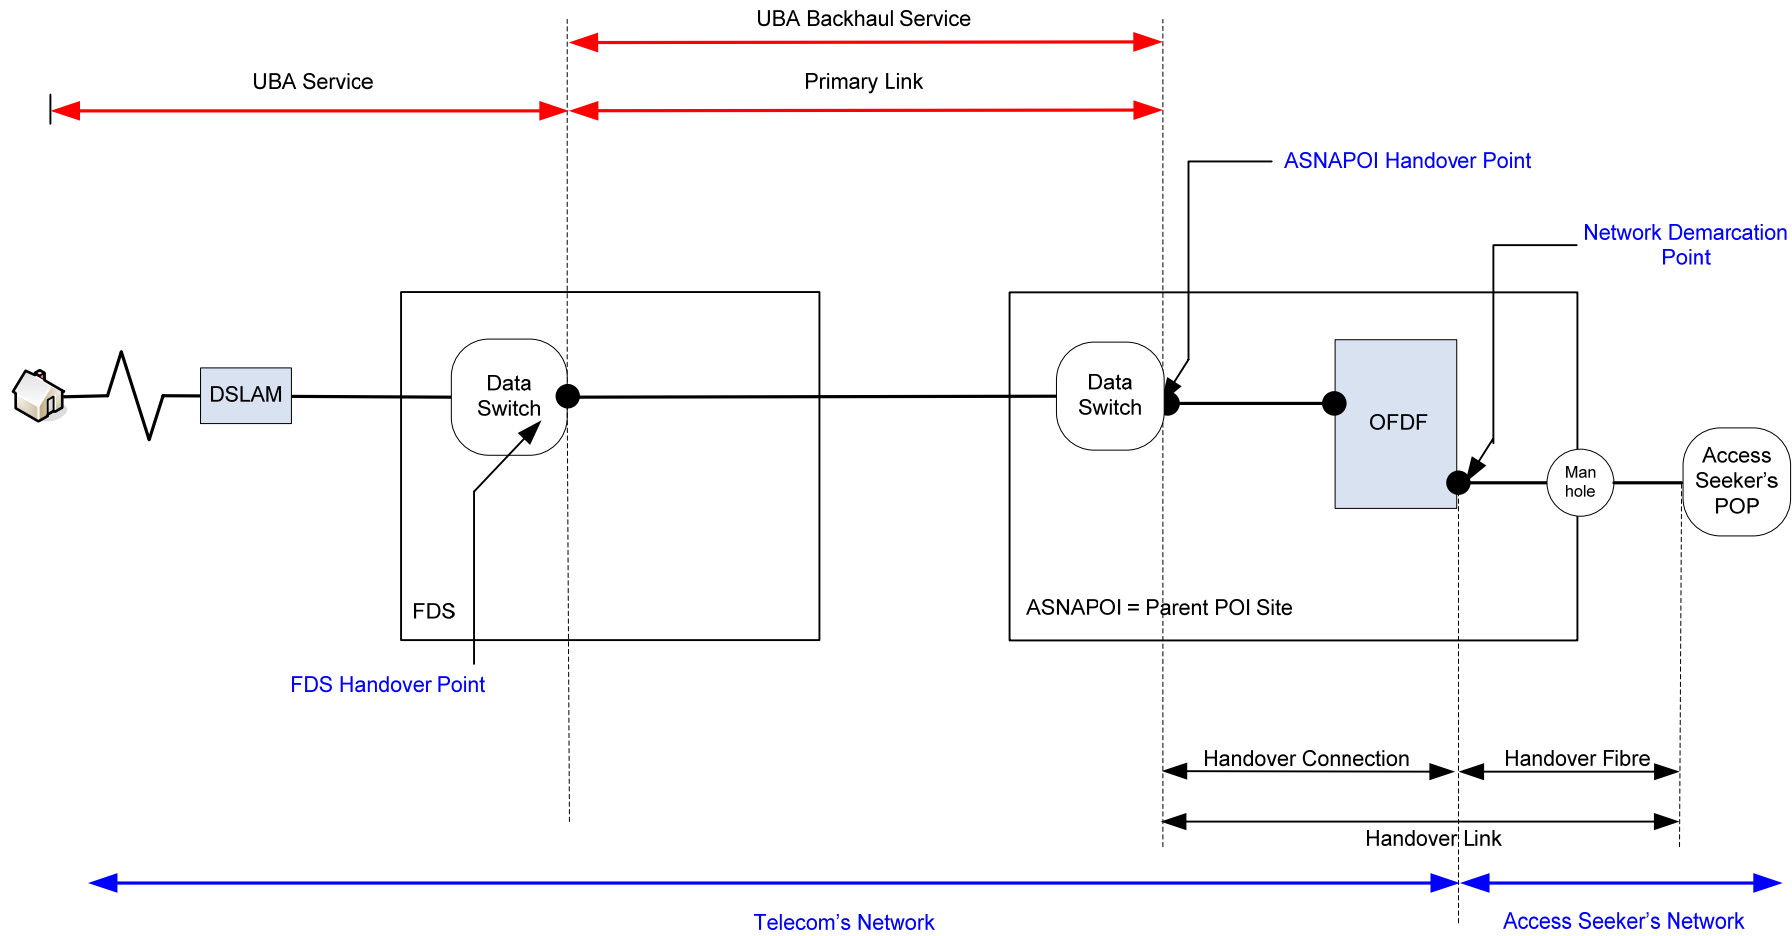 UBA Backhaul Service
UBA Service
Primary Link
ASNAPOI Handover Point
Network Demarcation
Point
DSLAM
Data
Switch
Data
Switch
OFDF
Man
hole
Access
Seeker's
POP
FDS
ASNAPOI = Parent POI Site
FDS Handover Point
Handover Connection
Handover Fibre
Handover Link
Telecom's Network
Access Seeker's Network